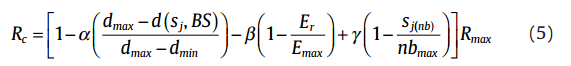 R_c = [1 − α((d_max − d(s_j, BS))/(d_max − d_min)) − β(1 − E_r/E_max) + γ(1 − s_j(nb)/nb_max)] R_max (5)